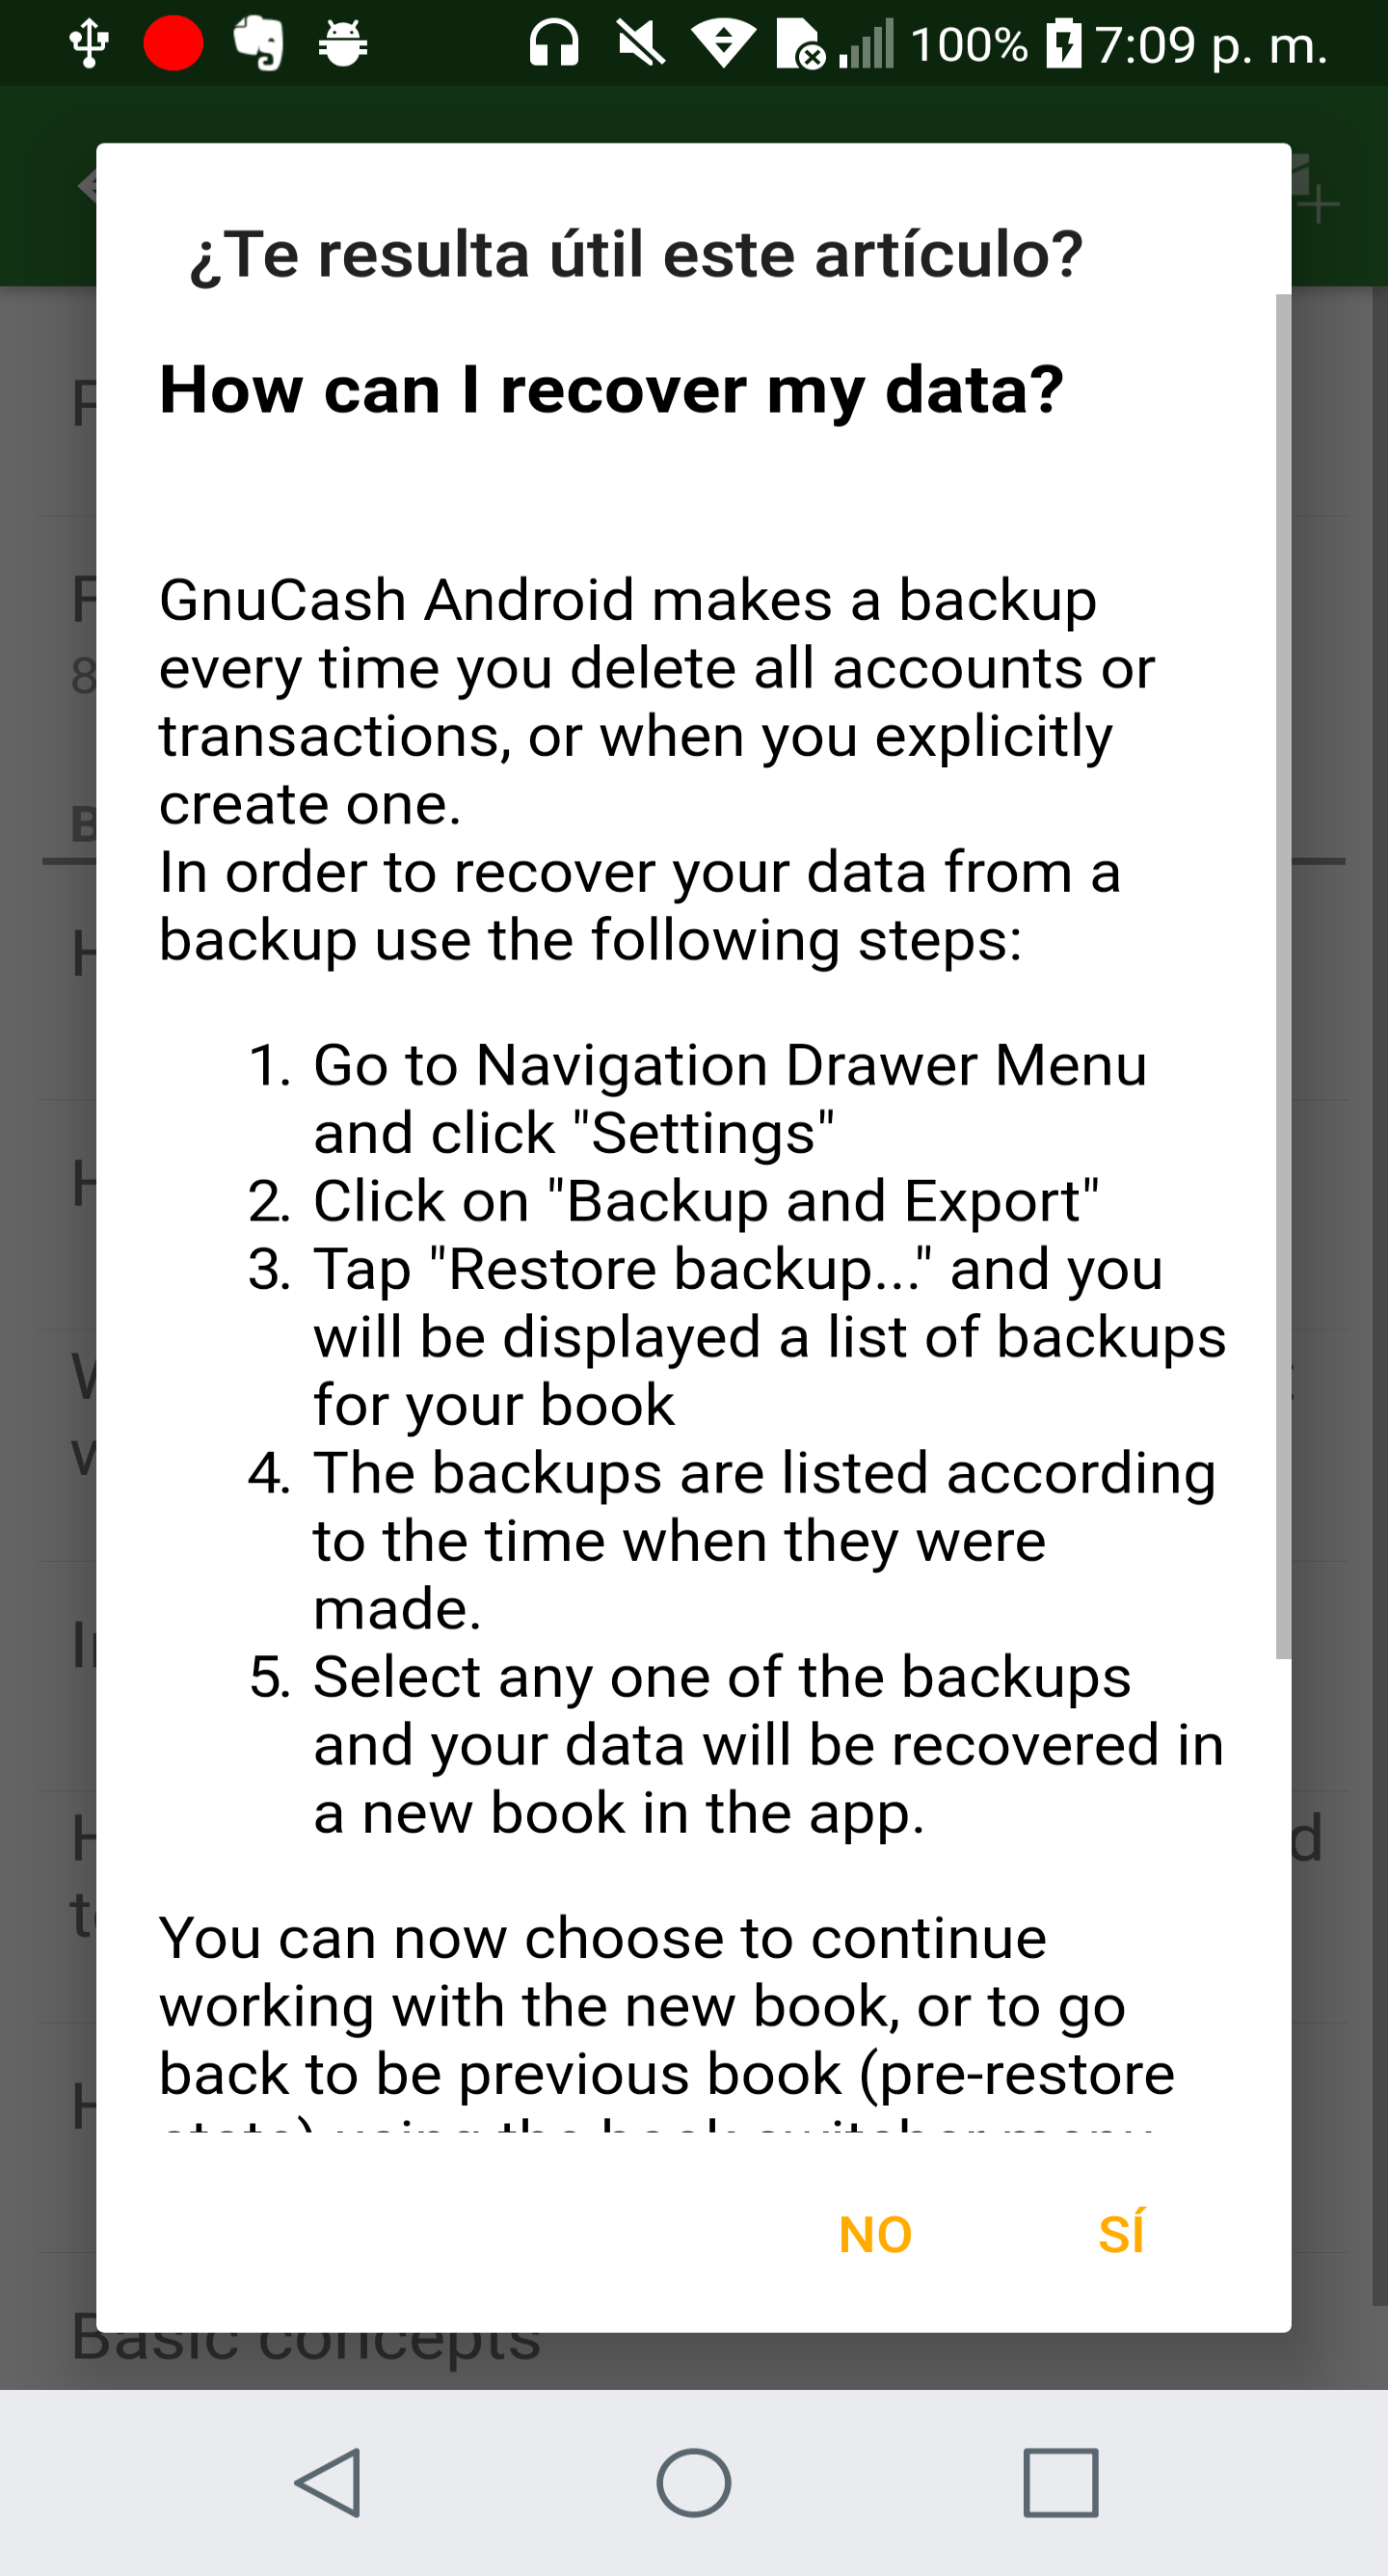 100% 7:09 p. m.
¿Te resulta útil este artículo?
How can I recover my data?
GnuCash Android makes a backup
every time you delete all accounts or
transactions, or when you explicitly
create one.
In order to recover your data from a
backup use the following steps:
1. Go to Navigation Drawer Menu
and click "Settings"
2. Click on "Backup and Export"
3. Tap "Restore backup..." and you
will be displayed a list of backups
for your book
4. The backups are listed according
to the time when they were
made.
5. Select any one of the backups
and your data will be recovered in
a new book in the app.
You can now choose to continue
working with the new book, or to go
back to be previous book (pre-restore
state) using the book switcher menu
NO SÍ
Basic concepts